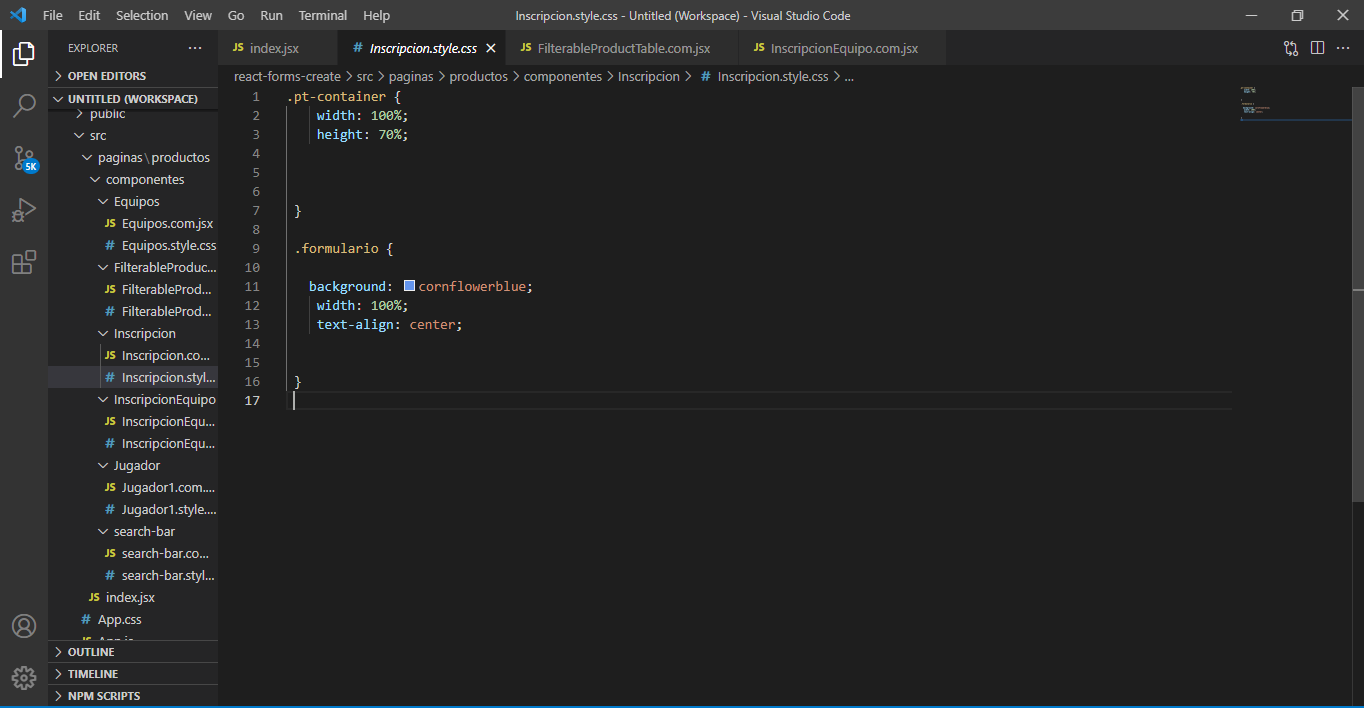 File Edit Selection View Go Run Terminal Help
Inscripcion.style.css - Untitled (Workspace) - Visual Studio Code
EXPLORER ...
JS index.jsx
# Inscripcion.style.css
JS FilterableProductTable.com.jsx
JS InscripcionEquipo.com.jsx
OPEN EDITORS
UNTITLED (WORKSPACE)
public
src
paginas\productos
componentes
Equipos
JS Equipos.com.jsx
# Equipos.style.css
FilterableProduc...
JS FilterableProd...
# FilterableProd...
Inscripcion
JS Inscripcion.co...
# Inscripcion.styl...
InscripcionEquipo
JS InscripcionEqu...
# InscripcionEqu...
Jugador
JS Jugador1.com....
# Jugador1.style....
search-bar
JS search-bar.co...
# search-bar.styl...
JS index.jsx
# App.css
OUTLINE
TIMELINE
NPM SCRIPTS
5K
react-forms-create > src > paginas > productos > componentes > Inscripcion > # Inscripcion.style.css > ...
1 .pt-container {
2 width: 100%;
3 height: 70%;
4
5
6
7 }
8
9 .formulario {
10
11 background: cornflowerblue;
12 width: 100%;
13 text-align: center;
14
15
16 }
17